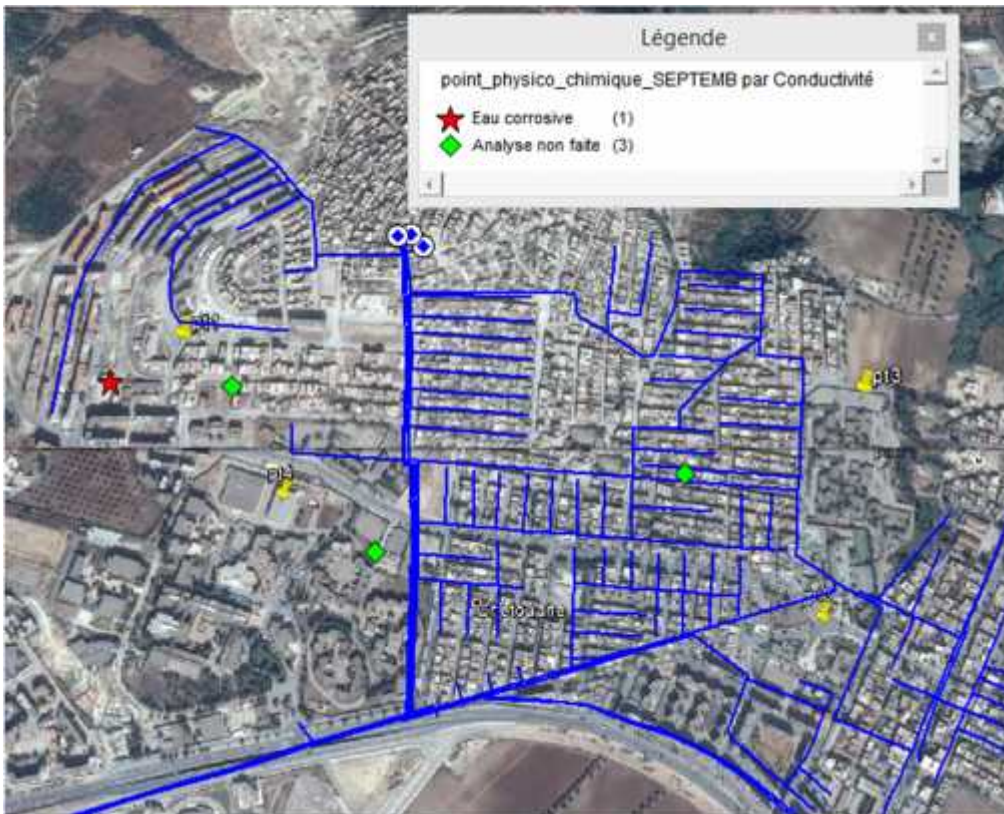 Légende
point_physico_chimique_SEPTEMB par Conductivité
Eau corrosive (1)
Analyse non faite (3)
p13